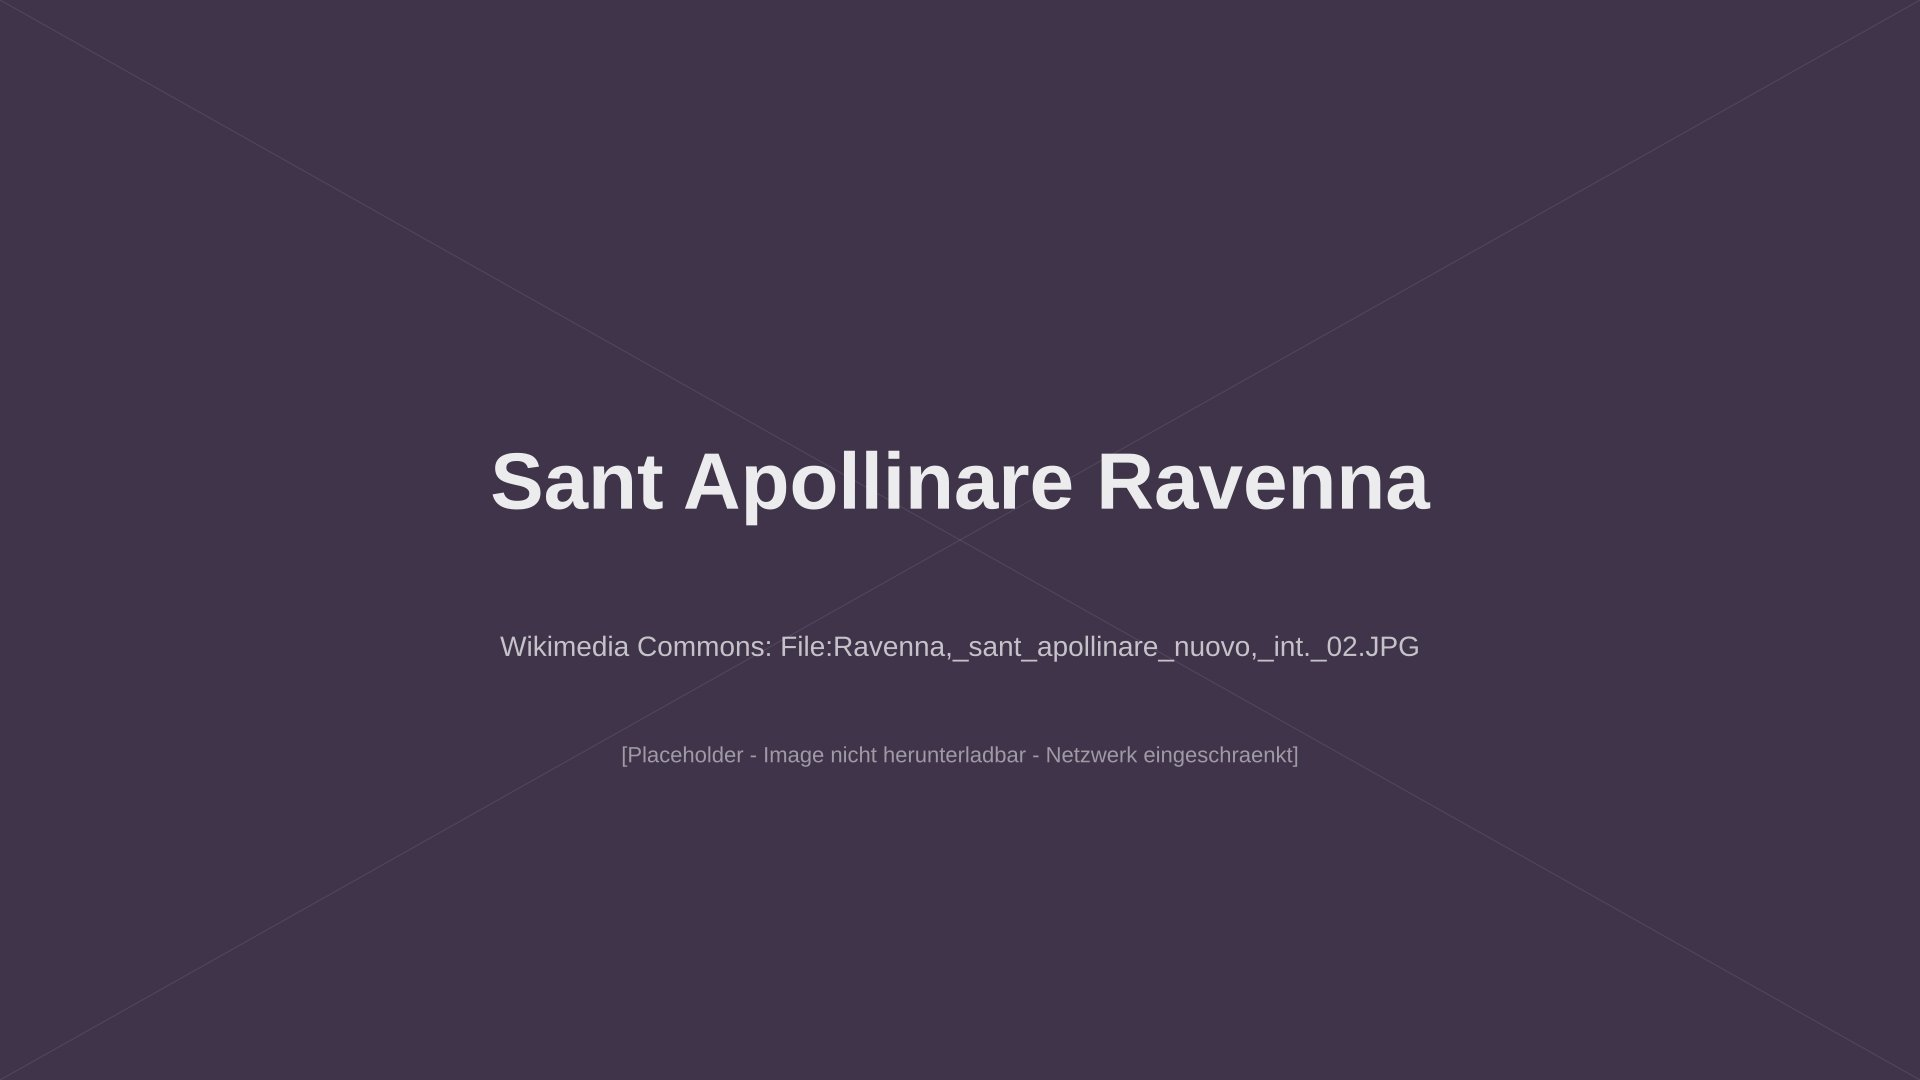 Sant Apollinare Ravenna
Wikimedia Commons: File:Ravenna,_sant_apollinare_nuovo,_int._02.JPG
[Placeholder - Image nicht herunterladbar - Netzwerk eingeschraenkt]